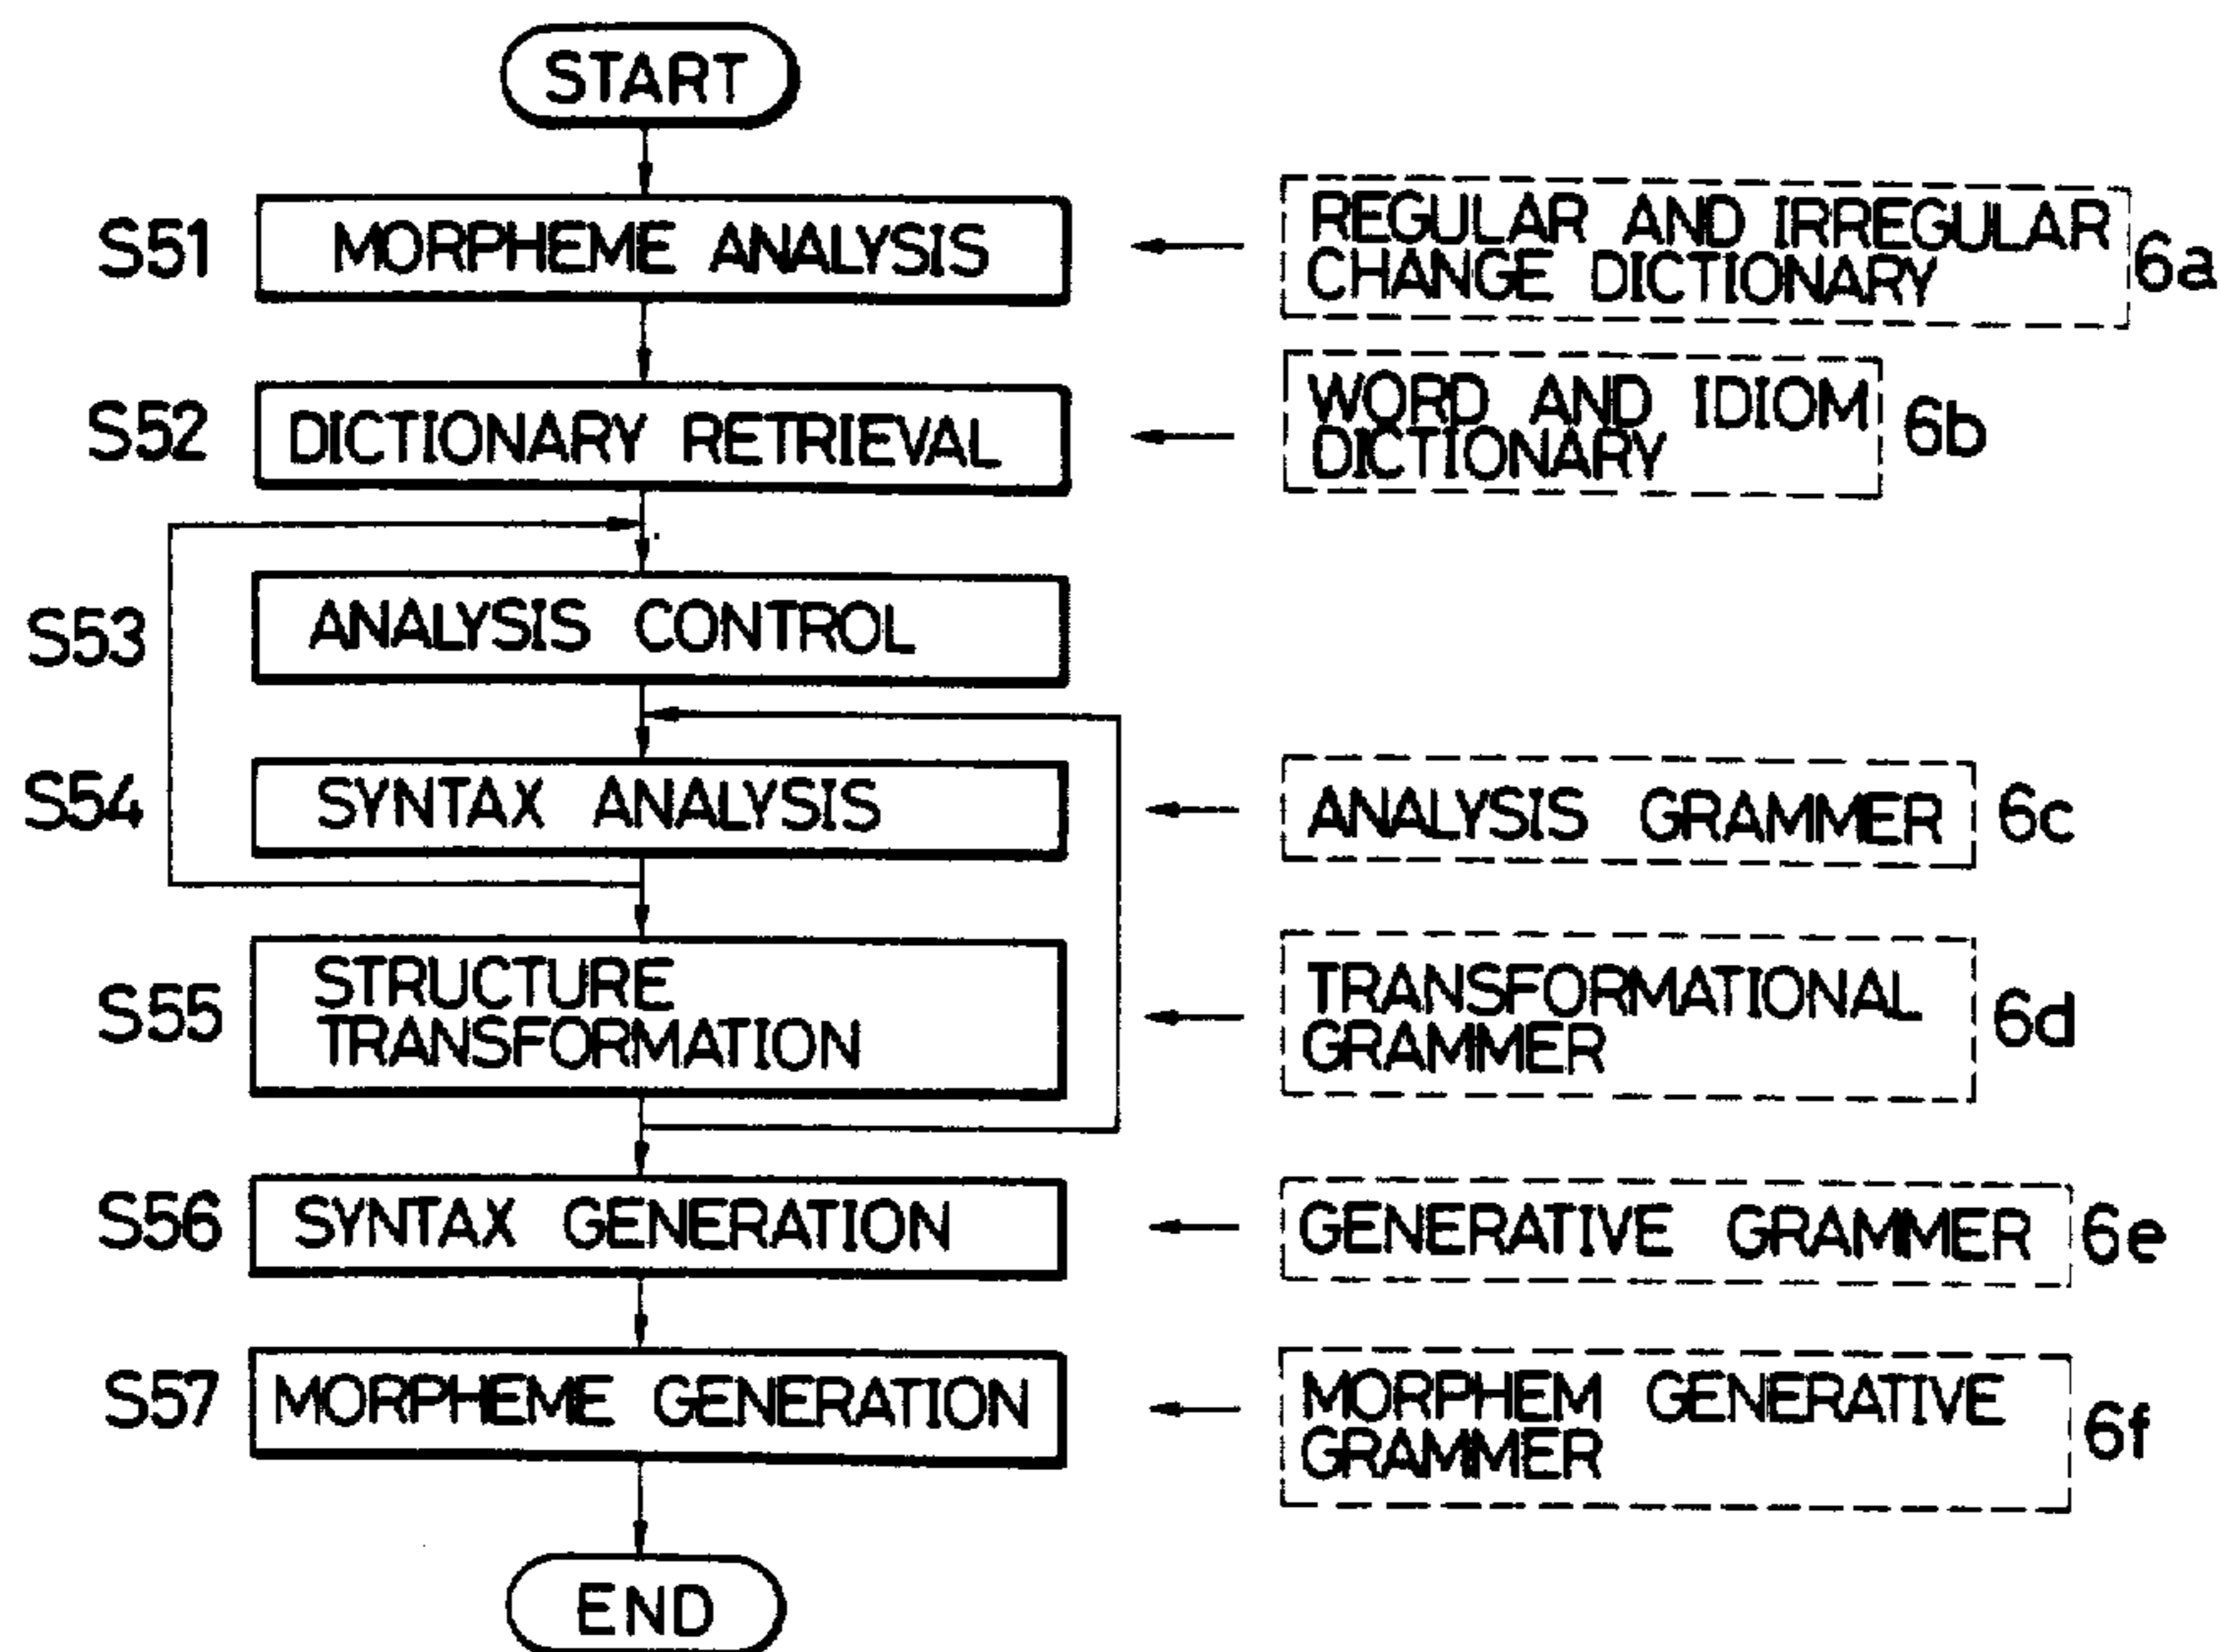 START
S51
MORPHEME ANALYSIS
REGULAR AND IRREGULAR
CHANGE DICTIONARY
6a
S52
DICTIONARY RETRIEVAL
WORD AND IDIOM
DICTIONARY
6b
S53
ANALYSIS CONTROL
S54
SYNTAX ANALYSIS
ANALYSIS GRAMMER
6c
S55
STRUCTURE
TRANSFORMATION
TRANSFORMATIONAL
GRAMMER
6d
S56
SYNTAX GENERATION
GENERATIVE GRAMMER
6e
S57
MORPHEME GENERATION
MORPHEM GENERATIVE
GRAMMER
6f
END